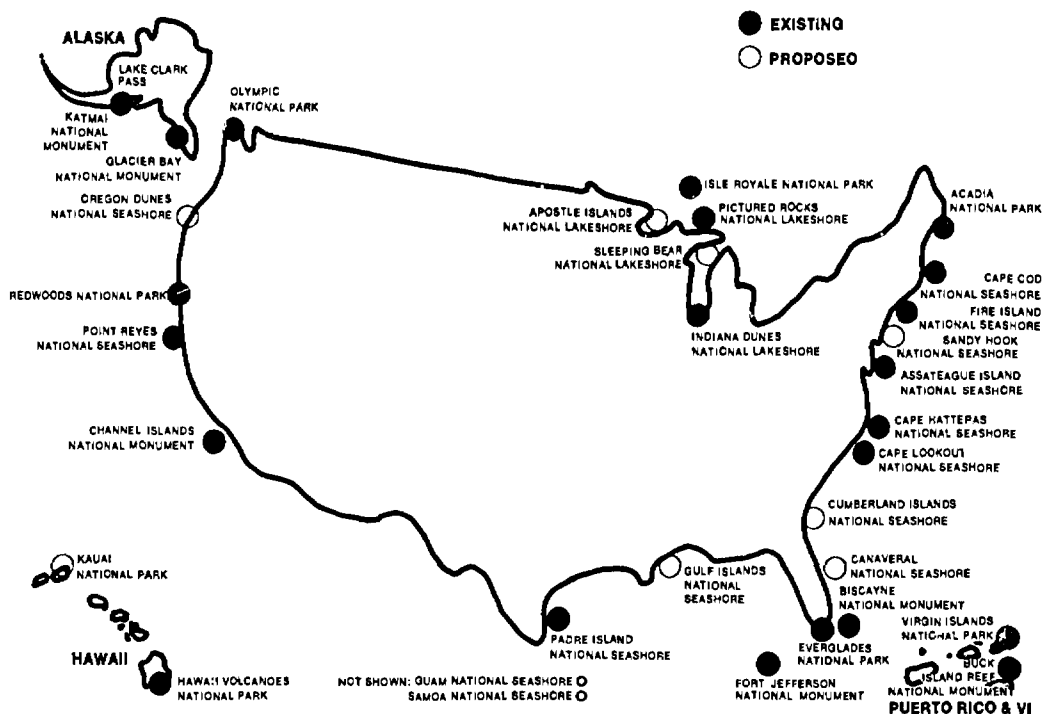 EXISTING
PROPOSEO
ALASKA
LAKE CLARK
PASS
KATMAI
NATIONAL
MONUMENT
GLACIER BAY
NATIONAL MONUMENT
OLYMPIC
NATIONAL PARK
OREGON DUNES
NATIONAL SEASHORE
REDWOODS NATIONAL PARK
POINT REYES
NATIONAL SEASHORE
CHANNEL ISLANDS
NATIONAL MONUMENT
ISLE ROYALE NATIONAL PARK
APOSTLE ISLANDS
NATIONAL LAKESHORE
PICTURED ROCKS
NATIONAL LAKESHORE
SLEEPING BEAR
NATIONAL LAKESHORE
INDIANA DUNES
NATIONAL LAKESHORE
ACADIA
NATIONAL PARK
CAPE COD
NATIONAL SEASHORE
FIRE ISLAND
NATIONAL SEASHORE
SANDY HOOK
NATIONAL SEASHORE
ASSATEAGUE ISLAND
NATIONAL SEASHORE
CAPE HATTEPAS
NATIONAL SEASHORE
CAPE LOOKOUT
NATIONAL SEASHORE
CUMBERLAND ISLANDS
NATIONAL SEASHORE
CANAVERAL
NATIONAL SEASHORE
BISCAYNE
NATIONAL MONUMENT
EVERGLADES
NATIONAL PARK
FORT JEFFERSON
NATIONAL MONUMENT
VIRGIN ISLANDS
NATIONAL PARK
BUCK
ISLAND REEF
NATIONAL MONUMENT
PUERTO RICO & VI
GULF ISLANDS
NATIONAL
SEASHORE
PADRE ISLAND
NATIONAL SEASHORE
KAUAI
NATIONAL PARK
HAWAII
HAWAII VOLCANOES
NATIONAL PARK
NOT SHOWN: GUAM NATIONAL SEASHORE
SAMOA NATIONAL SEASHORE